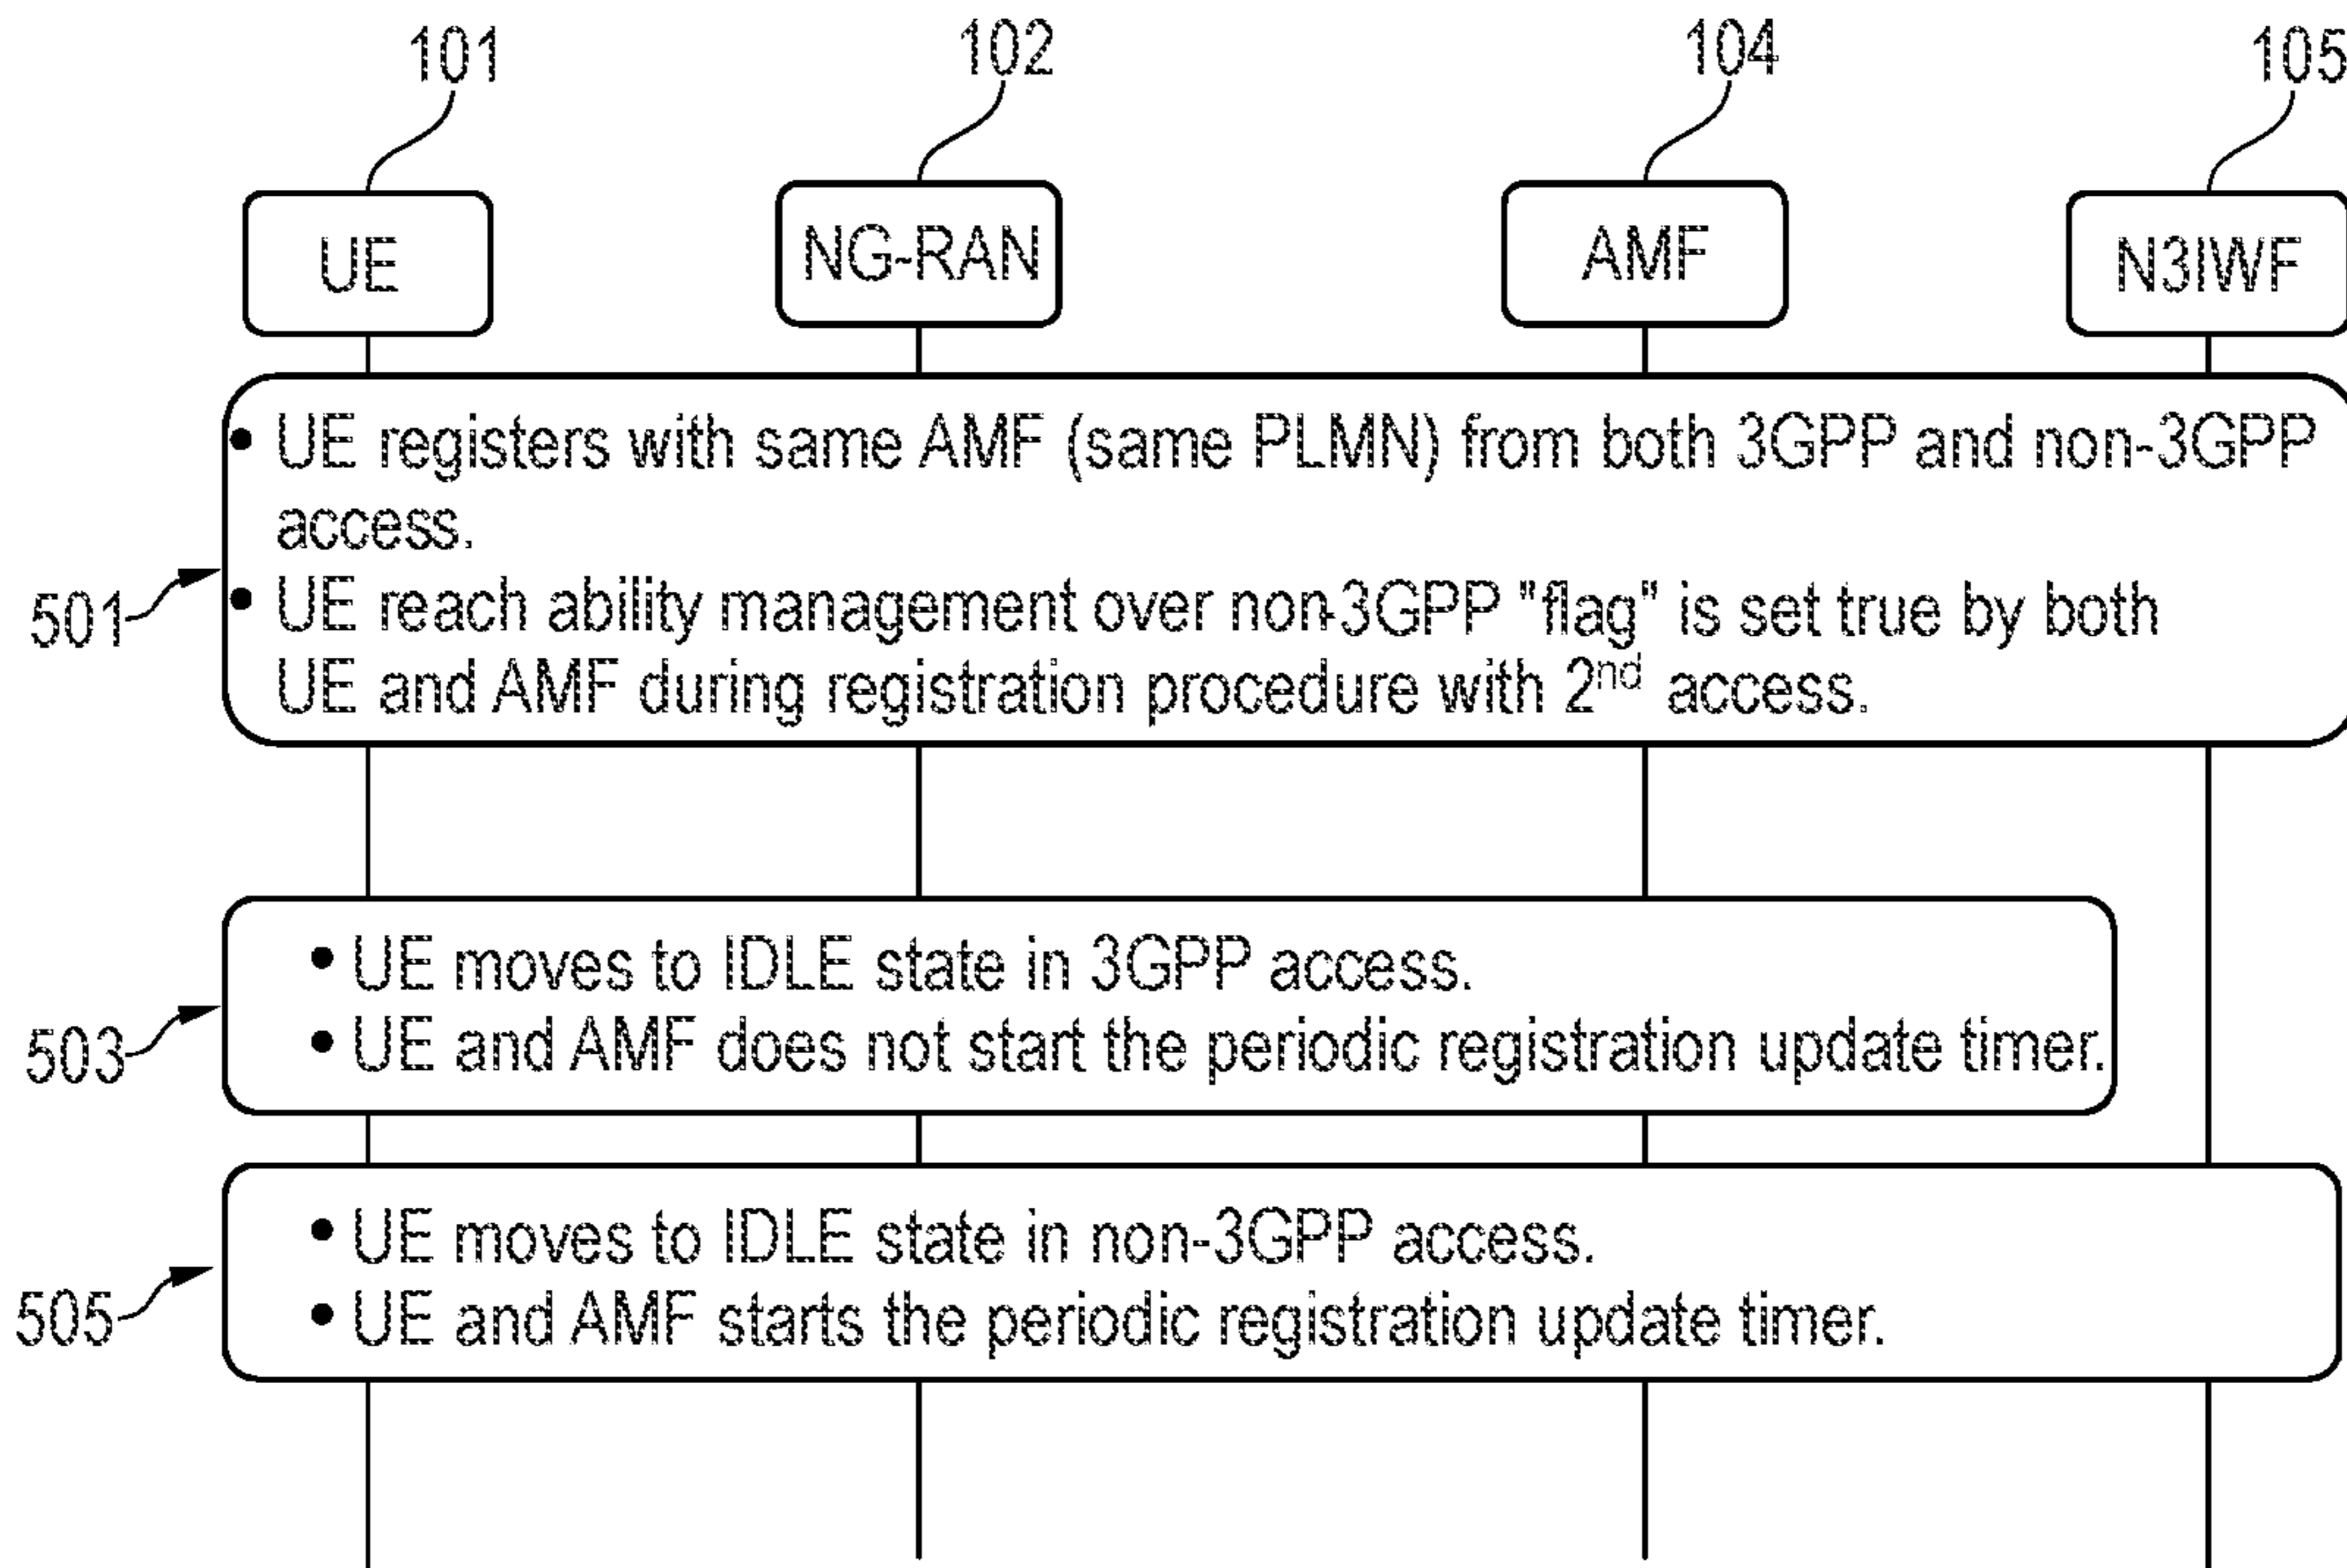 101
102
104
105
UE
NG-RAN
AMF
N3IWF
• UE registers with same AMF (same PLMN) from both 3GPP and non-3GPP
access.
• UE reach ability management over non-3GPP "flag" is set true by both
UE and AMF during registration procedure with 2nd access.
501
• UE moves to IDLE state in 3GPP access.
• UE and AMF does not start the periodic registration update timer.
503
• UE moves to IDLE state in non-3GPP access.
• UE and AMF starts the periodic registration update timer.
505